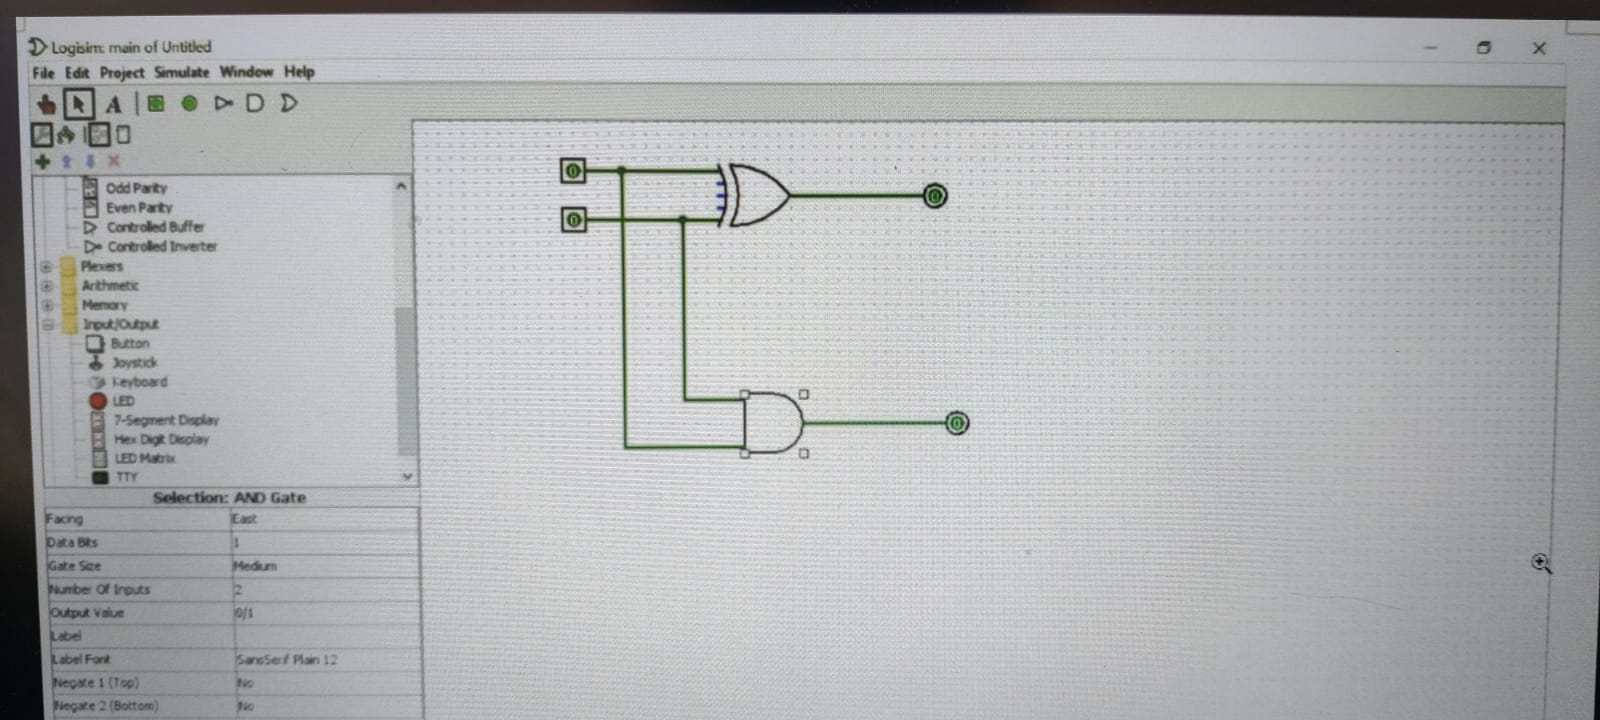 Logisim: main of Untitled
File Edit Project Simulate Window Help
A
Odd Parity
Even Parity
Controlled Buffer
Controlled Inverter
Plexers
Arithmetic
Memory
Input/Output
Button
Joystick
Keyboard
LED
7-Segment Display
Hex Digit Display
LED Matrix
TTY
0
0
0
0
Selection: AND Gate
Facing East
Data Bits 1
Gate Size Medium
Number Of Inputs 2
Output Value 0/1
Label
Label Font SansSerif Plain 12
Negate 1 (Top) No
Negate 2 (Bottom) No